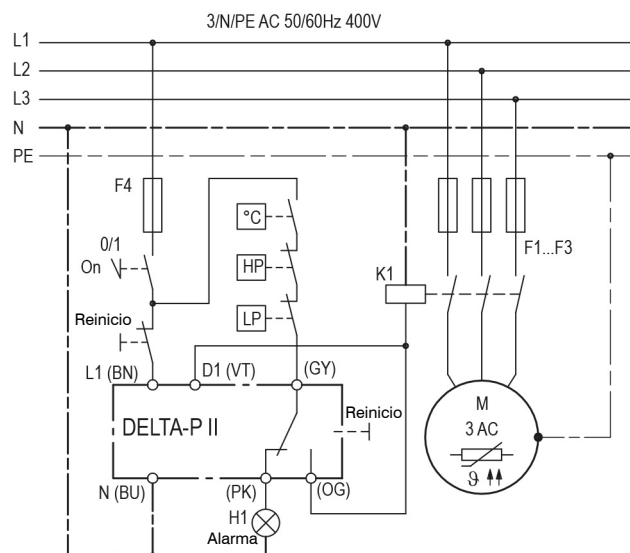 3/N/PE AC 50/60Hz 400V
L1
L2
L3
N
PE
F4
0/1
On
Reinicio
°C
HP
LP
K1
F1...F3
L1 (BN)
D1 (VT)
(GY)
DELTA-P II
Reinicio
M
3 AC
ϑ
N (BU)
(PK)
(OG)
H1
Alarma